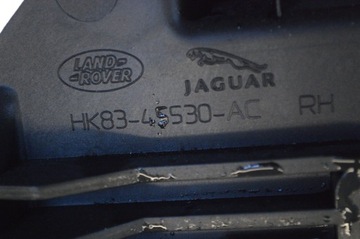 LAND-
ROVER
JAGUAR
HK83-45530-AC RH